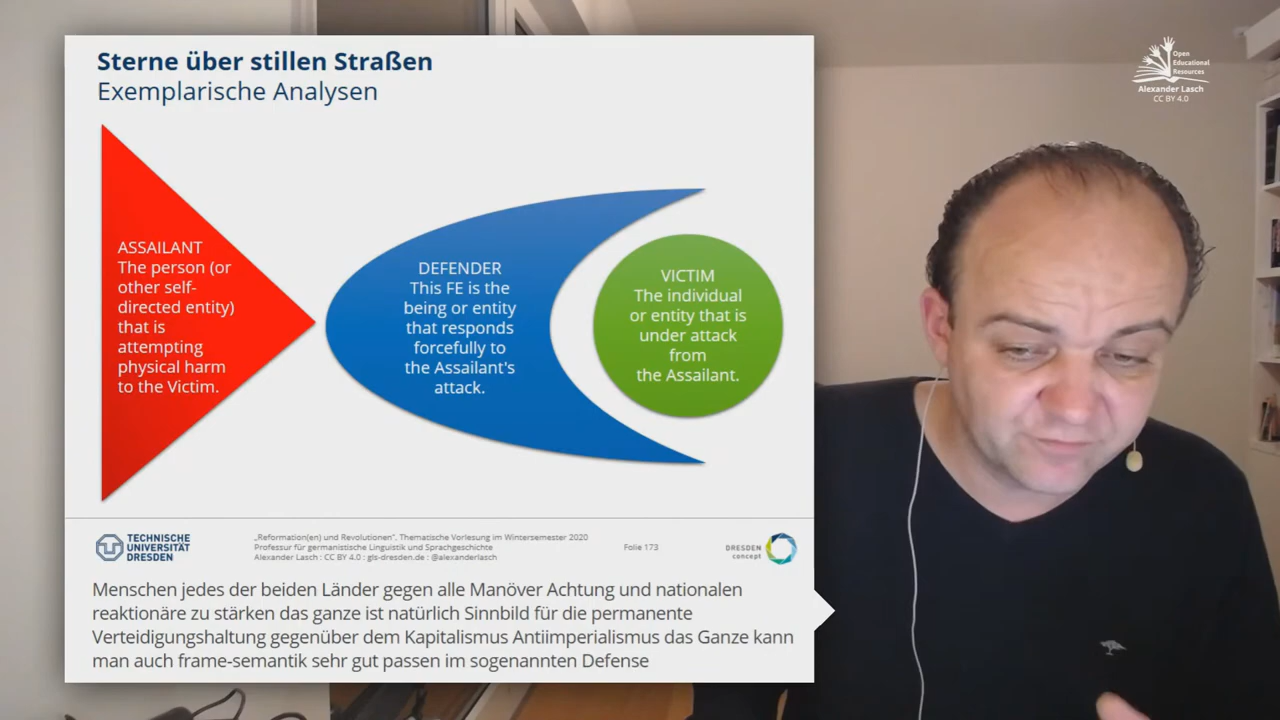 Sterne über stillen Straßen
Exemplarische Analysen
Open
Educational
Resources
Alexander Lasch
CC BY 4.0
ASSAILANT
The person (or
other self-
directed entity)
that is
attempting
physical harm
to the Victim.
DEFENDER
This FE is the
being or entity
that responds
forcefully to
the Assailant's
attack.
VICTIM
The individual
or entity that is
under attack
from
the Assailant.
TECHNISCHE
UNIVERSITÄT
DRESDEN
„Reformation(en) und Revolutionen“. Thematische Vorlesung im Wintersemester 2020
Professur für germanistische Linguistik und Sprachgeschichte
Alexander Lasch : CC BY 4.0 : gls-dresden.de : @alexanderlasch
Folie 173
DRESDEN
concept
Menschen jedes der beiden Länder gegen alle Manöver Achtung und nationalen
reaktionäre zu stärken das ganze ist natürlich Sinnbild für die permanente
Verteidigungshaltung gegenüber dem Kapitalismus Antiimperialismus das Ganze kann
man auch frame-semantik sehr gut passen im sogenannten Defense